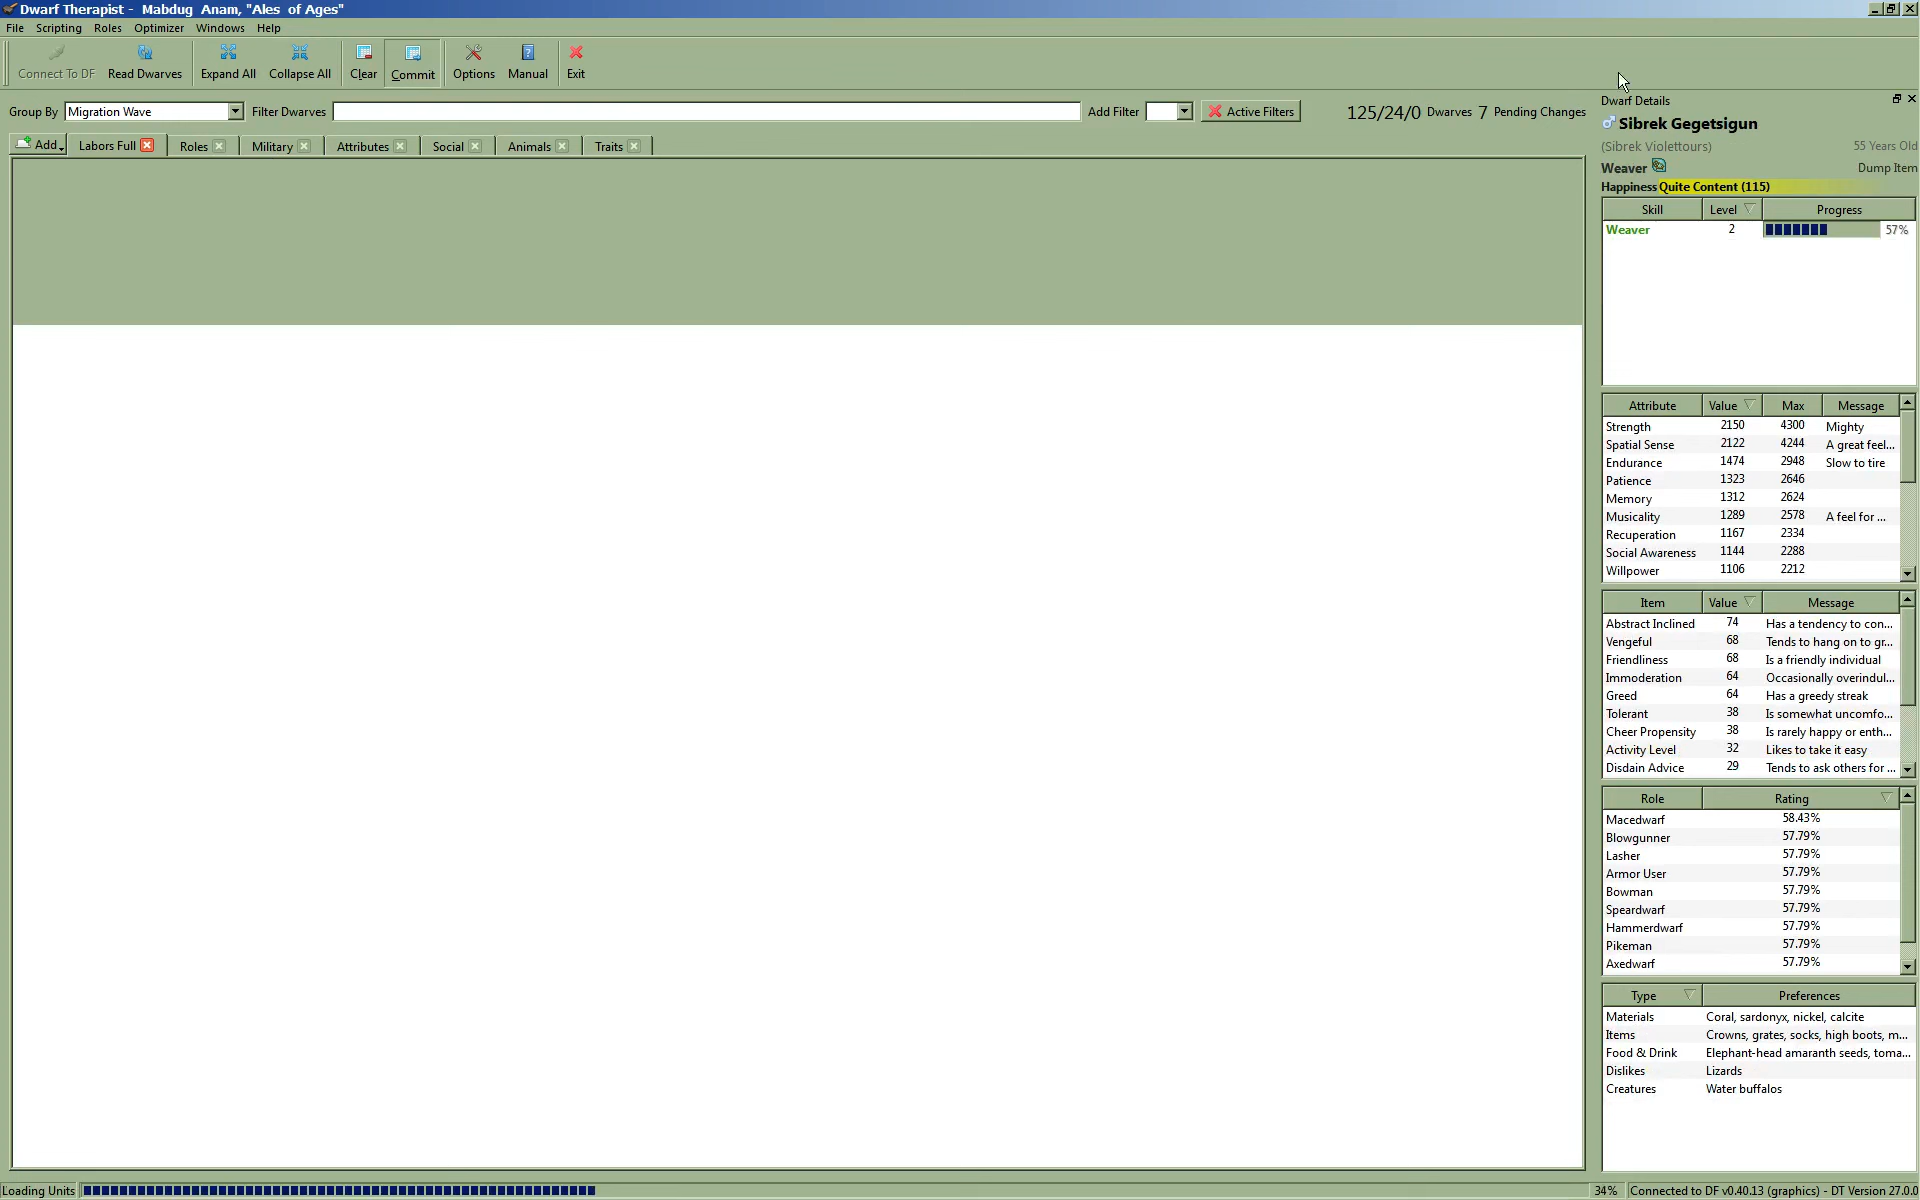 Dwarf Therapist - Mabdug Anam, "Ales of Ages"
File Scripting Roles Optimizer Windows Help
Connect To DF Read Dwarves Expand All Collapse All Clear Commit Options Manual Exit
Group By Migration Wave Filter Dwarves Add Filter Active Filters 125/24/0 Dwarves 7 Pending Changes
Add Labors Full Roles Military Attributes Social Animals Traits
Dwarf Details
Sibrek Gegetsigun
(Sibrek Violettours) 55 Years Old
Weaver Dump Item
Happiness Quite Content (115)
Skill Level Progress
Weaver 2 57%
Attribute Value Max Message
Strength 2150 4300 Mighty
Spatial Sense 2122 4244 A great feel...
Endurance 1474 2948 Slow to tire
Patience 1323 2646
Memory 1312 2624
Musicality 1289 2578 A feel for ...
Recuperation 1167 2334
Social Awareness 1144 2288
Willpower 1106 2212
Item Value Message
Abstract Inclined 74 Has a tendency to con...
Vengeful 68 Tends to hang on to gr...
Friendliness 68 Is a friendly individual
Immoderation 64 Occasionally overindul...
Greed 64 Has a greedy streak
Tolerant 38 Is somewhat uncomfo...
Cheer Propensity 38 Is rarely happy or enth...
Activity Level 32 Likes to take it easy
Disdain Advice 29 Tends to ask others for ...
Role Rating
Macedwarf 58.43%
Blowgunner 57.79%
Lasher 57.79%
Armor User 57.79%
Bowman 57.79%
Speardwarf 57.79%
Hammerdwarf 57.79%
Pikeman 57.79%
Axedwarf 57.79%
Type Preferences
Materials Coral, sardonyx, nickel, calcite
Items Crowns, grates, socks, high boots, m...
Food & Drink Elephant-head amaranth seeds, toma...
Dislikes Lizards
Creatures Water buffalos
Loading Units 34% Connected to DF v0.40.13 (graphics) - DT Version 27.0.0